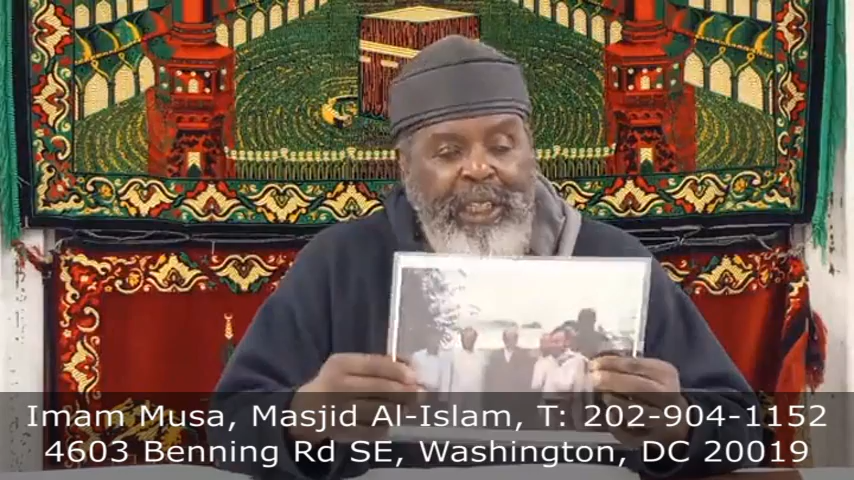 Imam Musa, Masjid Al-Islam, T: 202-904-1152
4603 Benning Rd SE, Washington, DC 20019